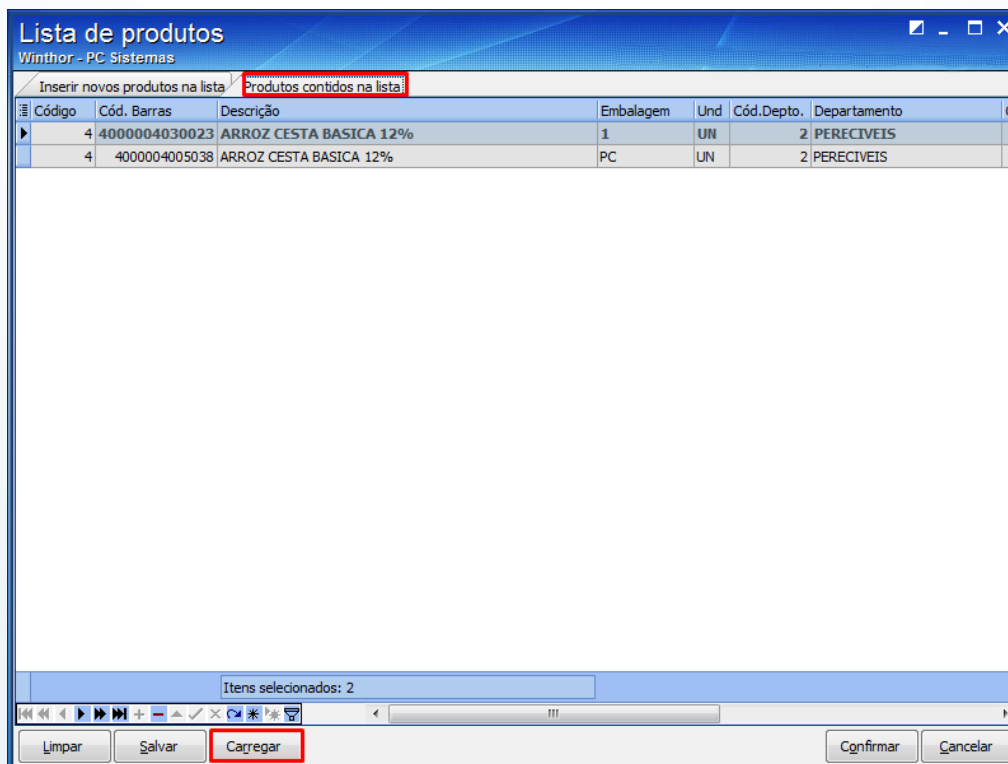 Lista de produtos
Winthor - PC Sistemas
Inserir novos produtos na lista Produtos contidos na lista
Código Cód. Barras Descrição Embalagem Und Cód.Depto. Departamento
4 4000004030023 ARROZ CESTA BASICA 12% 1 UN 2 PERECIVEIS
4 4000004005038 ARROZ CESTA BASICA 12% PC UN 2 PERECIVEIS
Itens selecionados: 2
Limpar Salvar Carregar Confirmar Cancelar